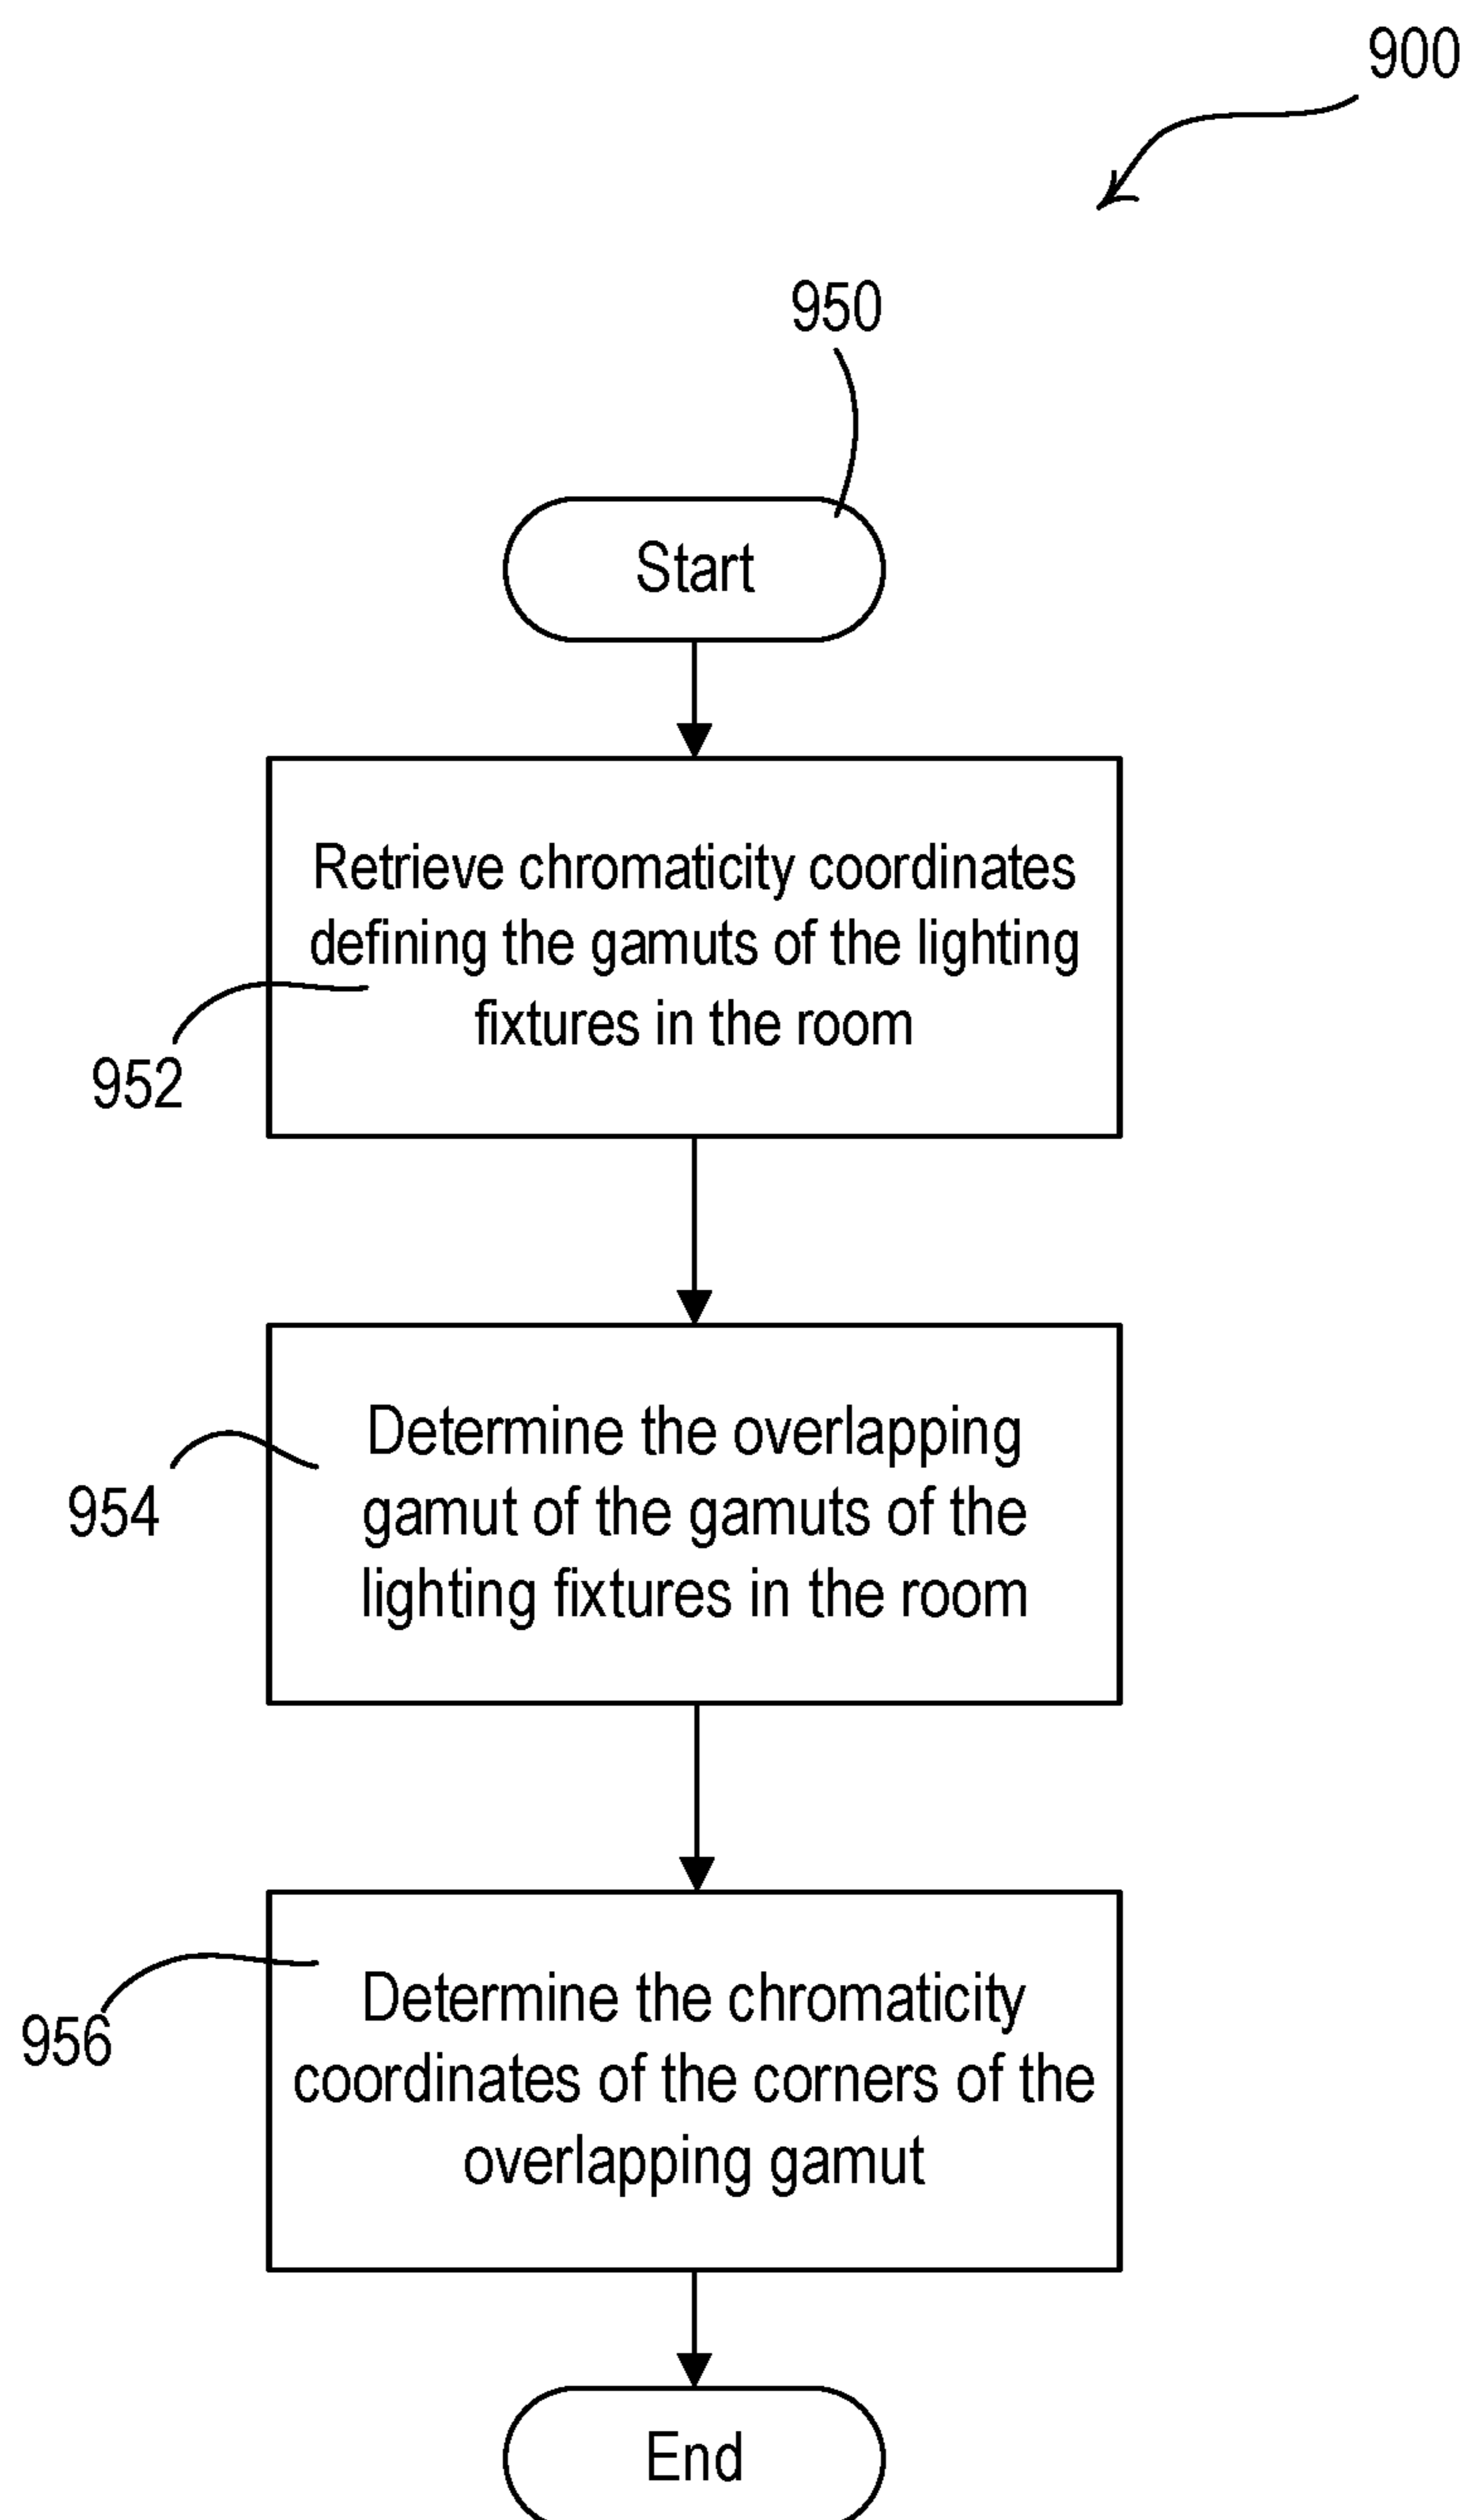 900
950
Start
Retrieve chromaticity coordinates
defining the gamuts of the lighting
fixtures in the room
952
Determine the overlapping
gamut of the gamuts of the
lighting fixtures in the room
954
Determine the chromaticity
coordinates of the corners of the
overlapping gamut
956
End